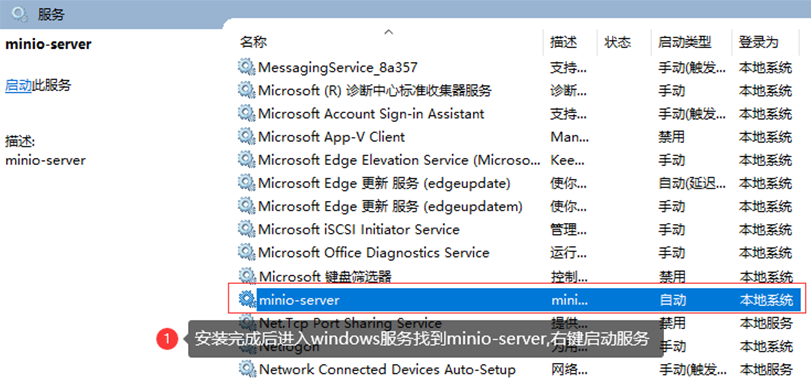 服务
minio-server
启动此服务
描述:
minio-server
名称 描述 状态 启动类型 登录为
MessagingService_8a357 支持... 手动(触发... 本地系统
Microsoft (R) 诊断中心标准收集器服务 诊断... 手动 本地系统
Microsoft Account Sign-in Assistant 支持... 手动(触发... 本地系统
Microsoft App-V Client Man... 禁用 本地系统
Microsoft Edge Elevation Service (Microso... Kee... 手动 本地系统
Microsoft Edge 更新 服务 (edgeupdate) 使你... 自动(延迟... 本地系统
Microsoft Edge 更新 服务 (edgeupdatem) 使你... 手动 本地系统
Microsoft iSCSI Initiator Service 管理... 手动 本地系统
Microsoft Office Diagnostics Service 运行... 手动 本地系统
Microsoft 键盘筛选器 控制... 禁用 本地系统
minio-server mini... 自动 本地系统
Net.Tcp Port Sharing Service 提供... 禁用 本地服务
1 安装完成后进入windows服务找到minio-server,右键启动服务
Netlogon 手动 本地系统
Network Connected Devices Auto-Setup 网络... 手动(触发... 本地服务